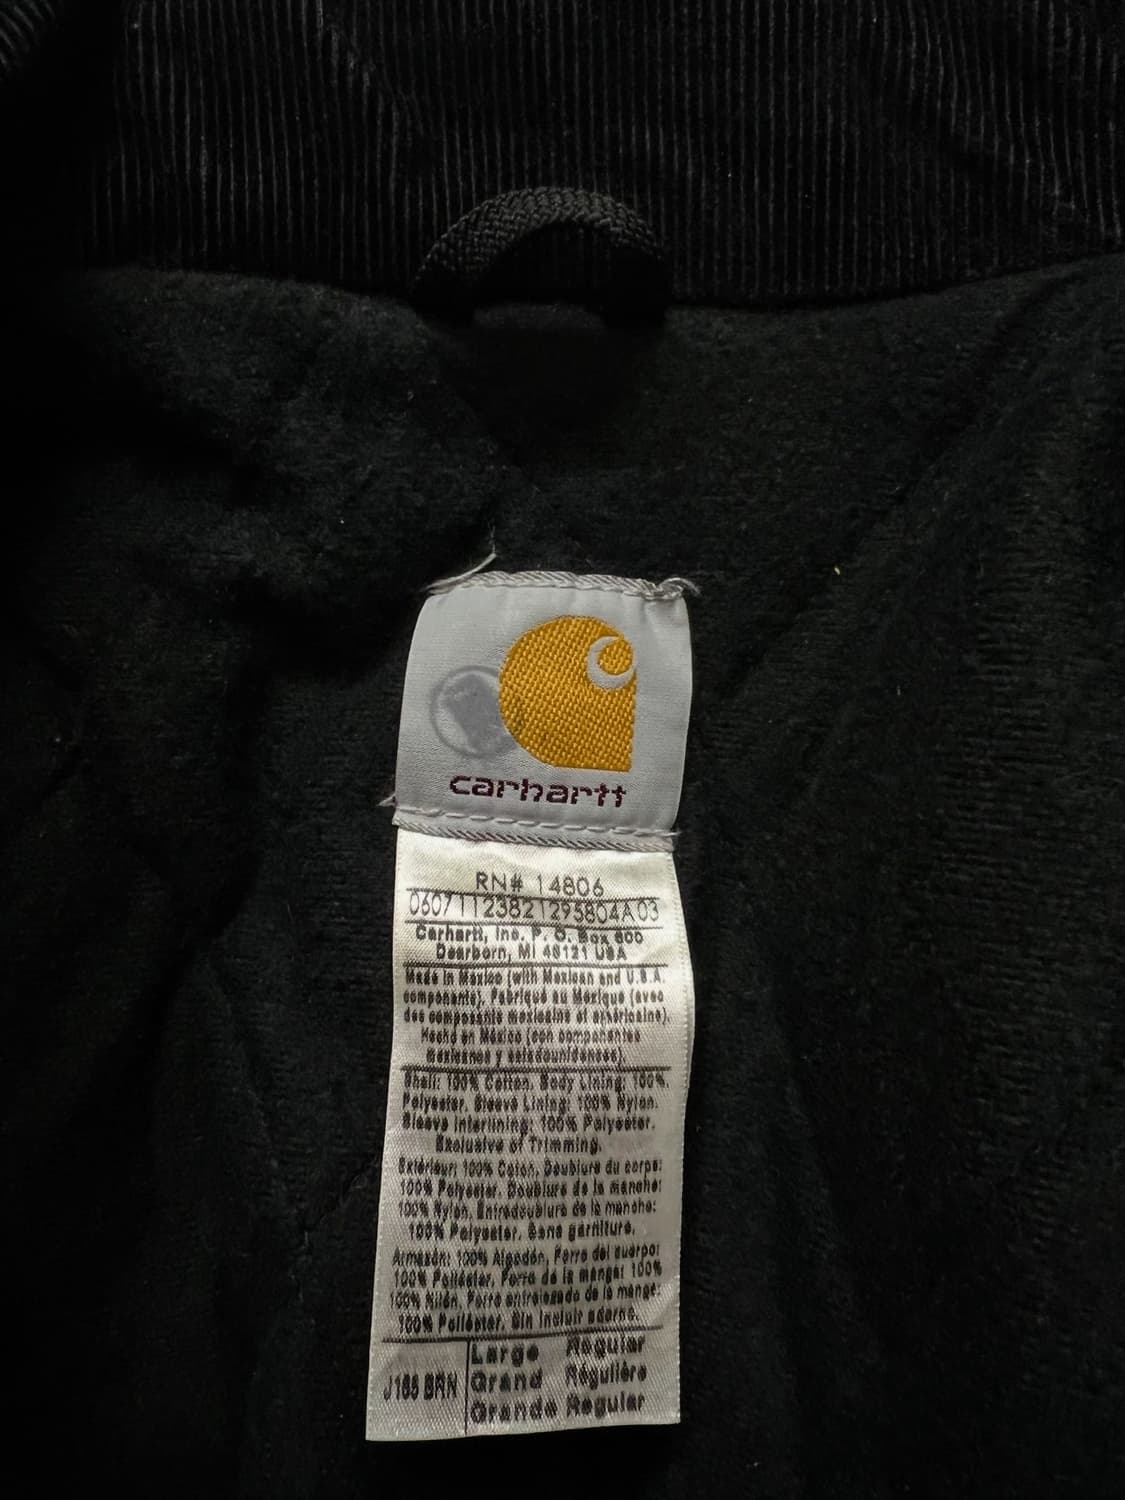 carhartt
RN# 14806
0607112382129S804A03
Carhartt, Inc. P. O. Box 600
Dearborn, MI 48121 USA
Made in Mexico (with Mexican and U.S.A.
components). Fabriqué au Mexique (avec
des composants mexicains et américains).
Hecho en México (con componentes
mexicanos y estadounidenses).
Shell: 100% Cotton. Body Lining: 100%
Polyester. Sleeve Lining: 100% Nylon.
Sleeve Interlining: 100% Polyester.
Exclusive of Trimming.
Extérieur: 100% Coton. Doublure du corps:
100% Polyester. Doublure de la manche:
100% Nylon. Entredoublure de la manche:
100% Polyester. Sans garniture.
Armazón: 100% Algodón. Forro del cuerpo:
100% Poliéster. Forro de la manga: 100%
100% Nilón. Forro entrelazado de la manga:
100% Poliéster. Sin incluir adorno.
Large Regular
J165 BRN Grand Régulière
Grande Regular